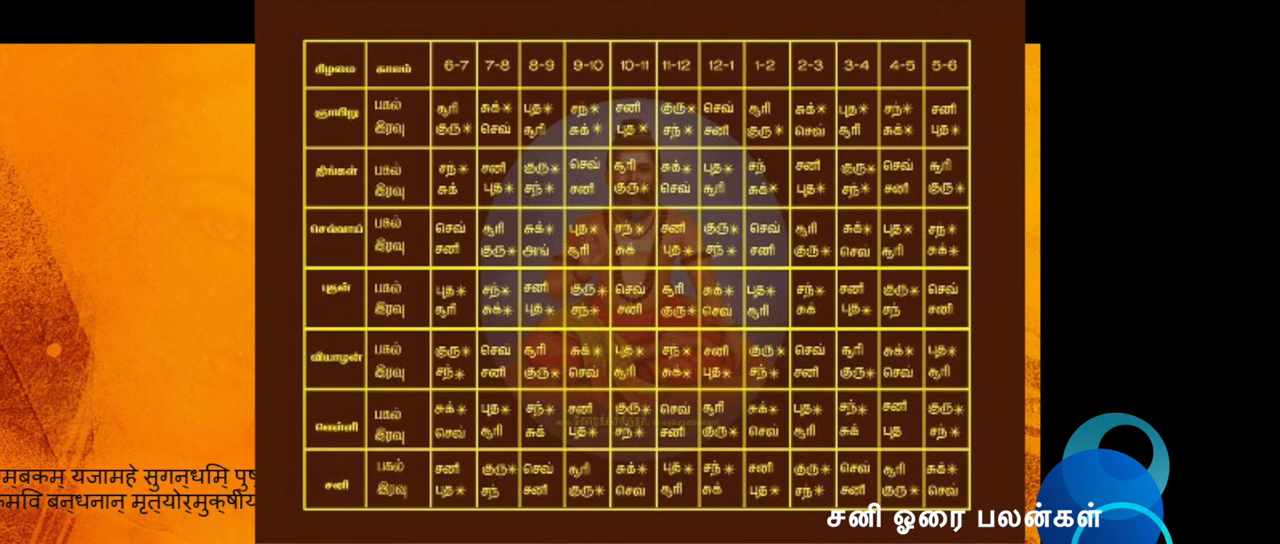 கிழமை காலம் 6-7 7-8 8-9 9-10 10-11 11-12 12-1 1-2 2-3 3-4 4-5 5-6
ஞாயிறு பகல் சூரி சுக்✳ புத✳ சந்✳ சனி குரு✳ செவ் சூரி சுக்✳ புத✳ சந்✳ சனி
இரவு குரு✳ செவ் சூரி சுக்✳ புத✳ சந்✳ சனி குரு✳ செவ் சூரி சுக்✳ புத✳
திங்கள் பகல் சந்✳ சனி குரு✳ செவ் சூரி சுக்✳ புத✳ சந் சனி குரு✳ செவ் சூரி
இரவு சுக் புத✳ சந்✳ சனி குரு✳ செவ் சூரி சுக்✳ புத✳ சந்✳ சனி குரு✳
செவ்வாய் பகல் செவ் சூரி சுக்✳ புத✳ சந்✳ சனி குரு✳ செவ் சூரி சுக்✳ புத✳ சந்✳
இரவு சனி குரு✳ அங் சூரி சுக் புத✳ சந்✳ சனி குரு✳ செவ் சூரி சுக்✳
புதன் பகல் புத✳ சந்✳ சனி குரு✳ செவ் சூரி சுக்✳ புத✳ சந்✳ சனி குரு✳ செவ்
இரவு சூரி சுக்✳ புத✳ சந்✳ சனி குரு✳ செவ் சூரி சுக் புத✳ சந் சனி
வியாழன் பகல் குரு✳ செவ் சூரி சுக்✳ புத✳ சந்✳ சனி குரு✳ செவ் சூரி சுக்✳ புத✳
இரவு சந்✳ சனி குரு✳ செவ் சூரி சுக்✳ புத✳ சந்✳ சனி குரு✳ செவ் சூரி
வெள்ளி பகல் சுக்✳ புத✳ சந்✳ சனி குரு✳ செவ் சூரி சுக்✳ புத✳ சந்✳ சனி குரு✳
இரவு செவ் சூரி சுக் புத✳ சந்✳ சனி குரு✳ செவ் சூரி சுக் புத சந்✳
சனி பகல் சனி குரு✳ செவ் சூரி சுக்✳ புத✳ சந்✳ சனி குரு✳ செவ் சூரி சுக்✳
இரவு புத✳ சந் சனி குரு✳ செவ் சூரி சுக் புத✳ சந்✳ சனி குரு✳ செவ்
யஜாமஹே
சனி ஓரை பலன்கள்